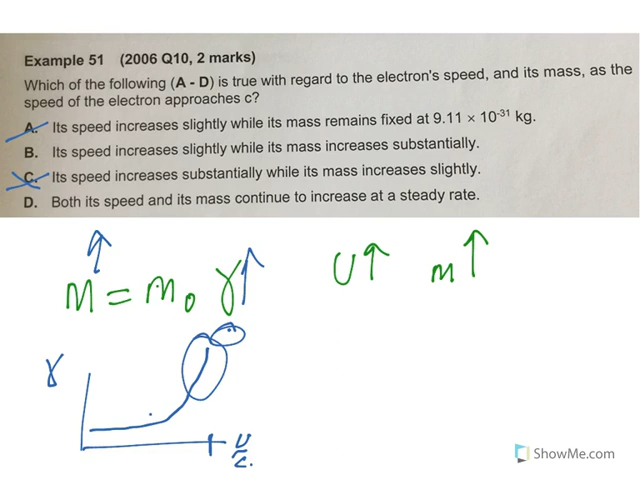 Example 51 (2006 Q10, 2 marks)
Which of the following (A - D) is true with regard to the electron's speed, and its mass, as the
speed of the electron approaches c?
A. Its speed increases slightly while its mass remains fixed at 9.11 × 10⁻³¹ kg.
B. Its speed increases slightly while its mass increases substantially.
C. Its speed increases substantially while its mass increases slightly.
D. Both its speed and its mass continue to increase at a steady rate.
M = m₀ γ↑ U↑ m↑
γ
U
C.
ShowMe.com